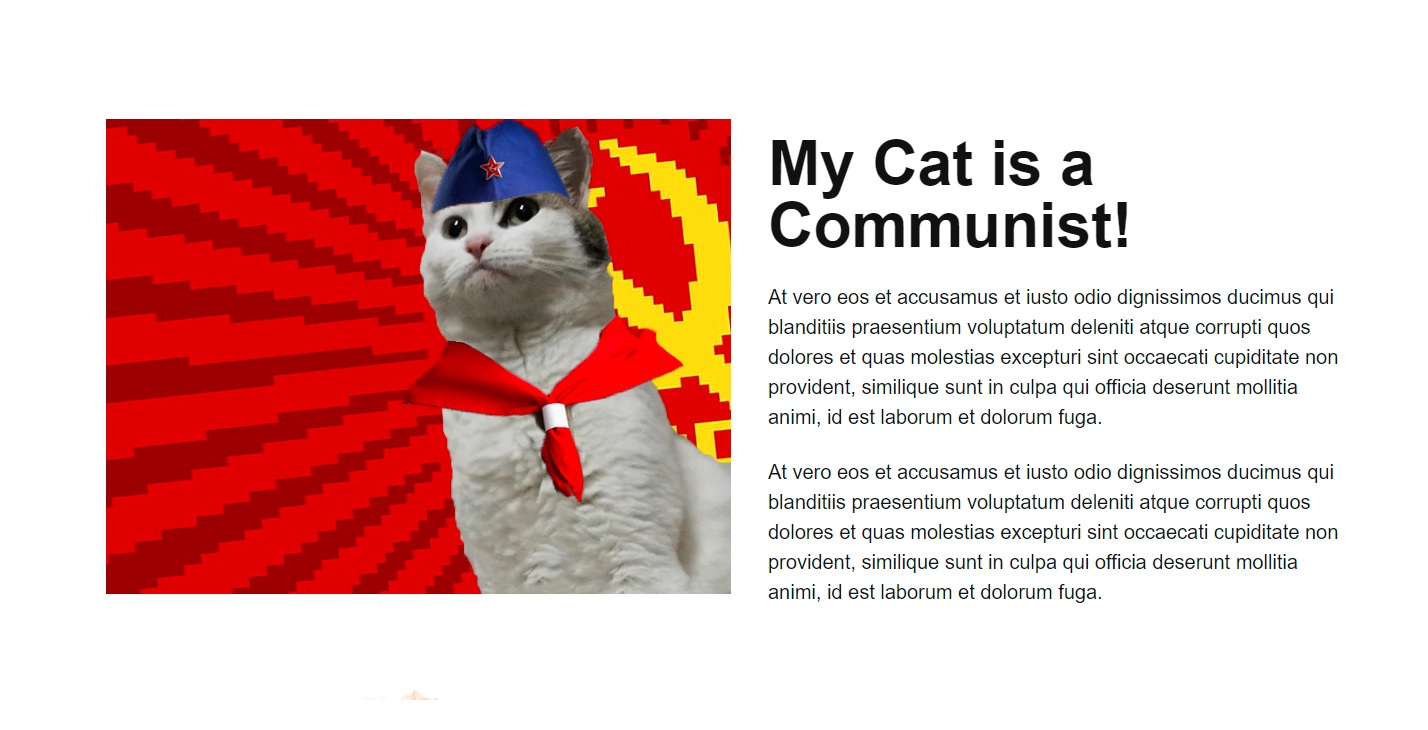 My Cat is a
Communist!
At vero eos et accusamus et iusto odio dignissimos ducimus qui
blanditiis praesentium voluptatum deleniti atque corrupti quos
dolores et quas molestias excepturi sint occaecati cupiditate non
provident, similique sunt in culpa qui officia deserunt mollitia
animi, id est laborum et dolorum fuga.
At vero eos et accusamus et iusto odio dignissimos ducimus qui
blanditiis praesentium voluptatum deleniti atque corrupti quos
dolores et quas molestias excepturi sint occaecati cupiditate non
provident, similique sunt in culpa qui officia deserunt mollitia
animi, id est laborum et dolorum fuga.